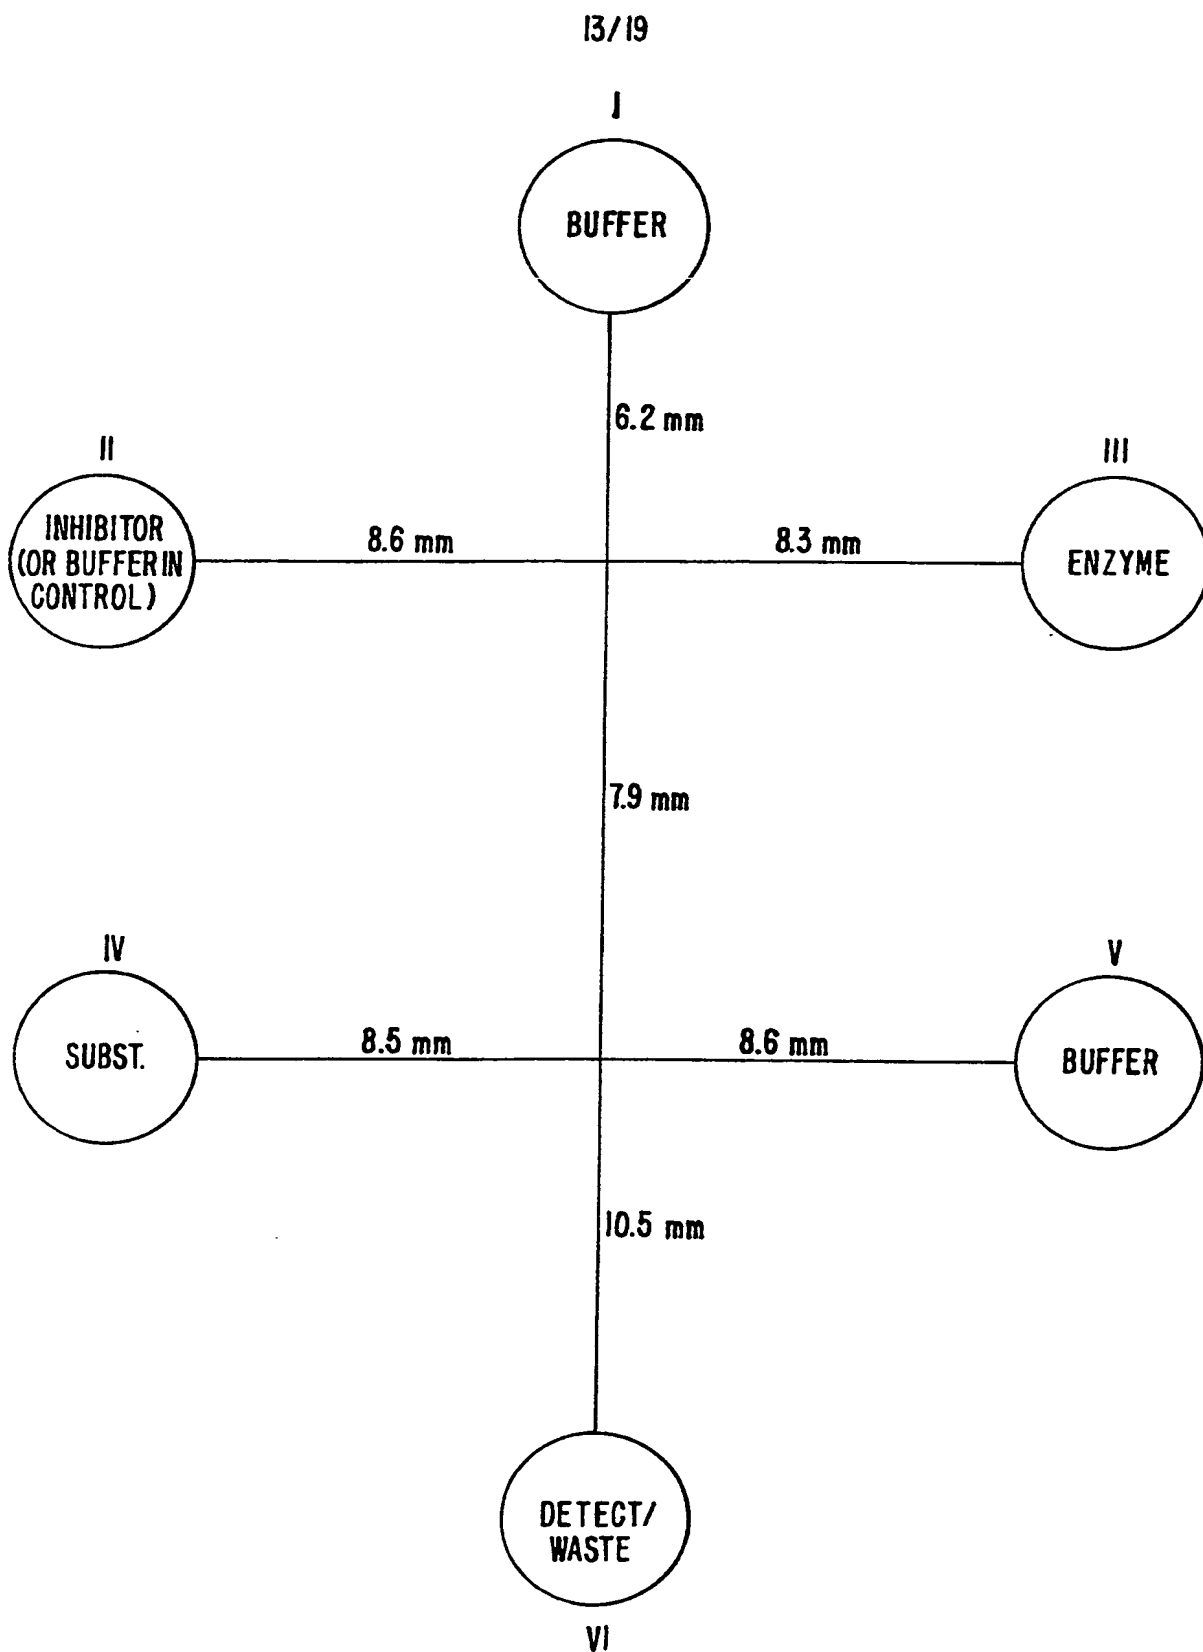 13/19
I
BUFFER
6.2 mm
II
III
INHIBITOR
(OR BUFFER IN
CONTROL)
8.6 mm
8.3 mm
ENZYME
7.9 mm
IV
V
SUBST.
8.5 mm
8.6 mm
BUFFER
10.5 mm
DETECT/
WASTE
VI